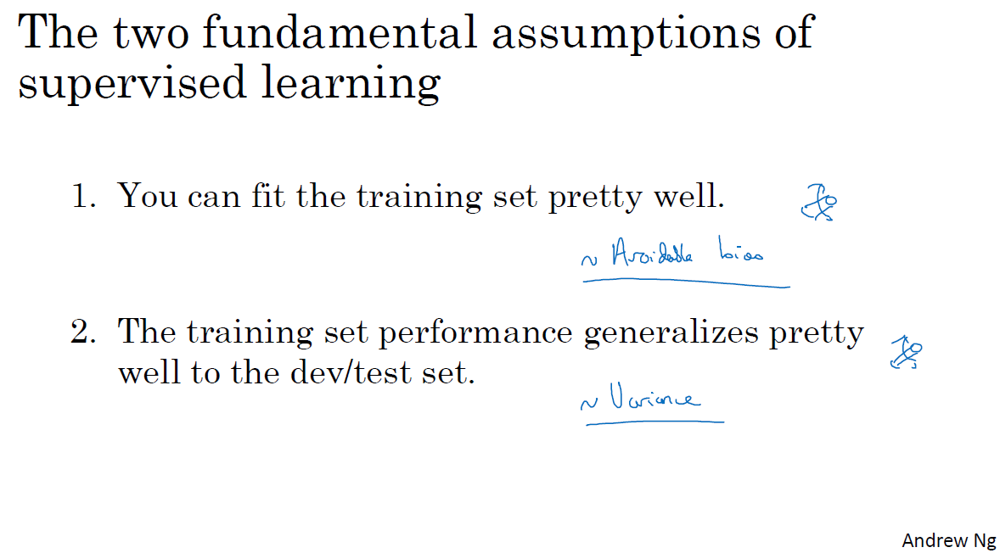 The two fundamental assumptions of
supervised learning
1. You can fit the training set pretty well.
~ Avoidable bias
2. The training set performance generalizes pretty
well to the dev/test set.
~ Variance
Andrew Ng